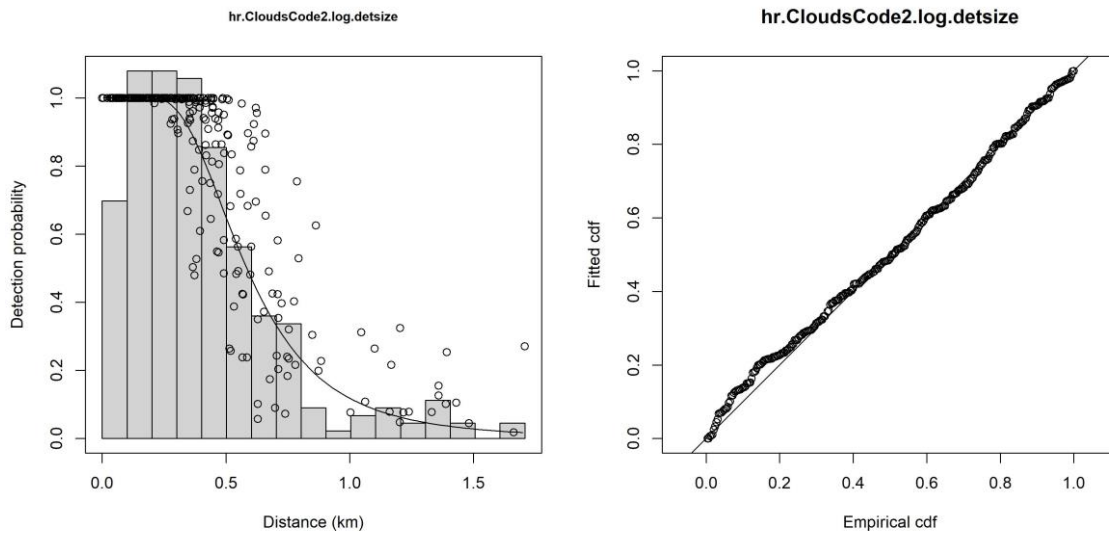 hr.CloudsCode2.log.detsize
Detection probability
1.0
0.8
0.6
0.4
0.2
0.0
0.0 0.5 1.0 1.5
Distance (km)
hr.CloudsCode2.log.detsize
Fitted cdf
1.0
0.8
0.6
0.4
0.2
0.0
0.0 0.2 0.4 0.6 0.8 1.0
Empirical cdf